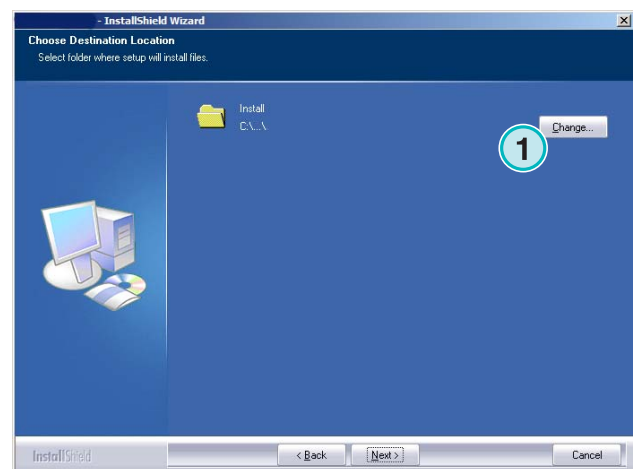 - InstallShield Wizard
Choose Destination Location
Select folder where setup will install files.
Install
C:\...\
Change...
1
InstallShield
< Back
Next >
Cancel